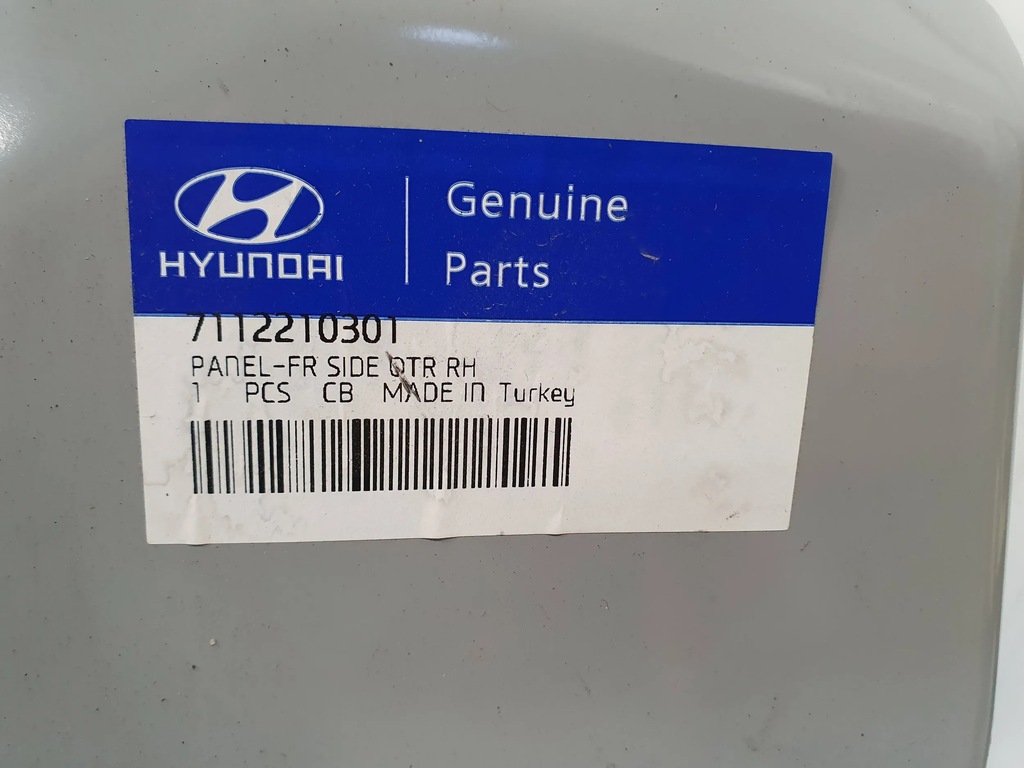 HYUNDAI
Genuine
Parts
7112210301
PANEL-FR SIDE QTR RH
1 PCS CB MADE IN Turkey